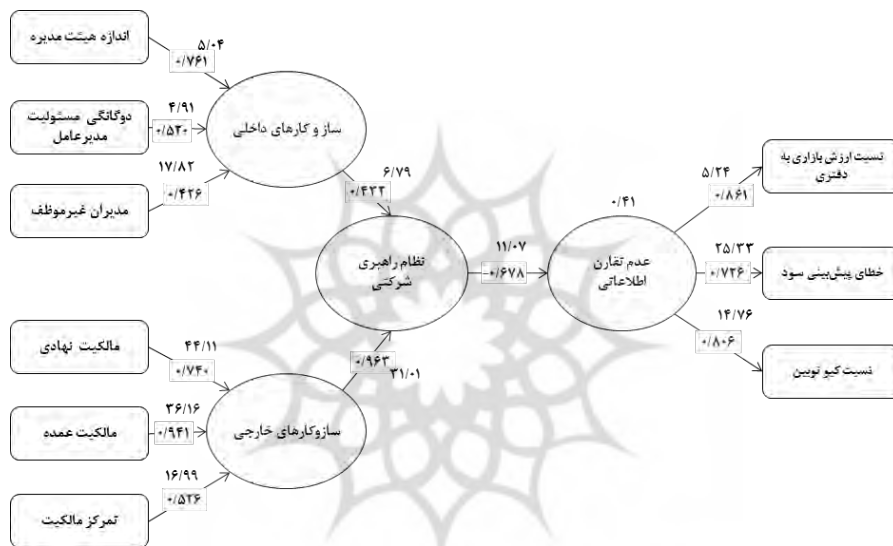 اندازه هیئت مدیره
۵/۰۴
۰/۷۶۱
دوگانگی مسئولیت
مدیرعامل
۴/۹۱
۰/۵۲۰
مدیران غیرموظف
۱۷/۸۲
۰/۴۲۶
ساز و کارهای داخلی
۶/۷۹
۰/۴۲۲
مالکیت نهادی
۴۴/۱۱
۰/۷۴۰
مالکیت عمده
۳۶/۱۶
۰/۹۴۱
تمرکز مالکیت
۱۶/۹۹
۰/۵۲۶
سازوکارهای خارجی
۰/۹۶۳
۳۱/۰۱
نظام راهبری
شرکتی
۱۱/۰۷
-۰/۶۷۸
۰/۴۱
عدم تقارن
اطلاعاتی
۵/۲۴
۰/۸۶۱
نسبت ارزش بازاری به
دفتری
۲۵/۳۳
۰/۷۲۶
خطای پیش‌بینی سود
۱۴/۷۶
۰/۸۰۶
نسبت کیو توبین